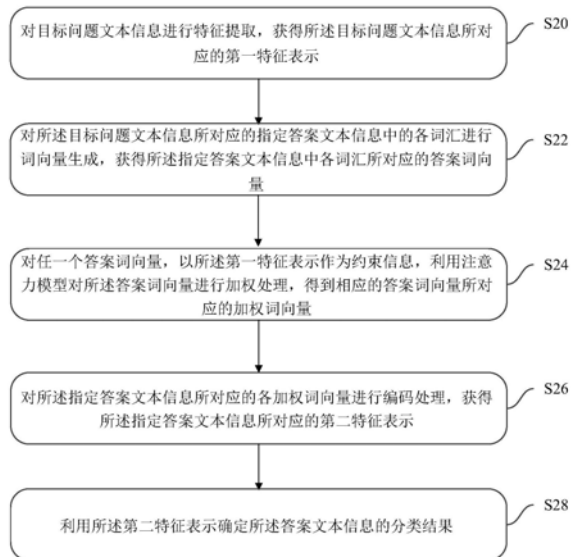 对目标问题文本信息进行特征提取，获得所述目标问题文本信息所对
应的第一特征表示
S20
对所述目标问题文本信息所对应的指定答案文本信息中的各词汇进行
词向量生成，获得所述指定答案文本信息中各词汇所对应的答案词向
量
S22
对任一个答案词向量，以所述第一特征表示作为约束信息，利用注意
力模型对所述答案词向量进行加权处理，得到相应的答案词向量所对
应的加权词向量
S24
对所述指定答案文本信息所对应的各加权词向量进行编码处理，获得
所述指定答案文本信息所对应的第二特征表示
S26
利用所述第二特征表示确定所述答案文本信息的分类结果
S28